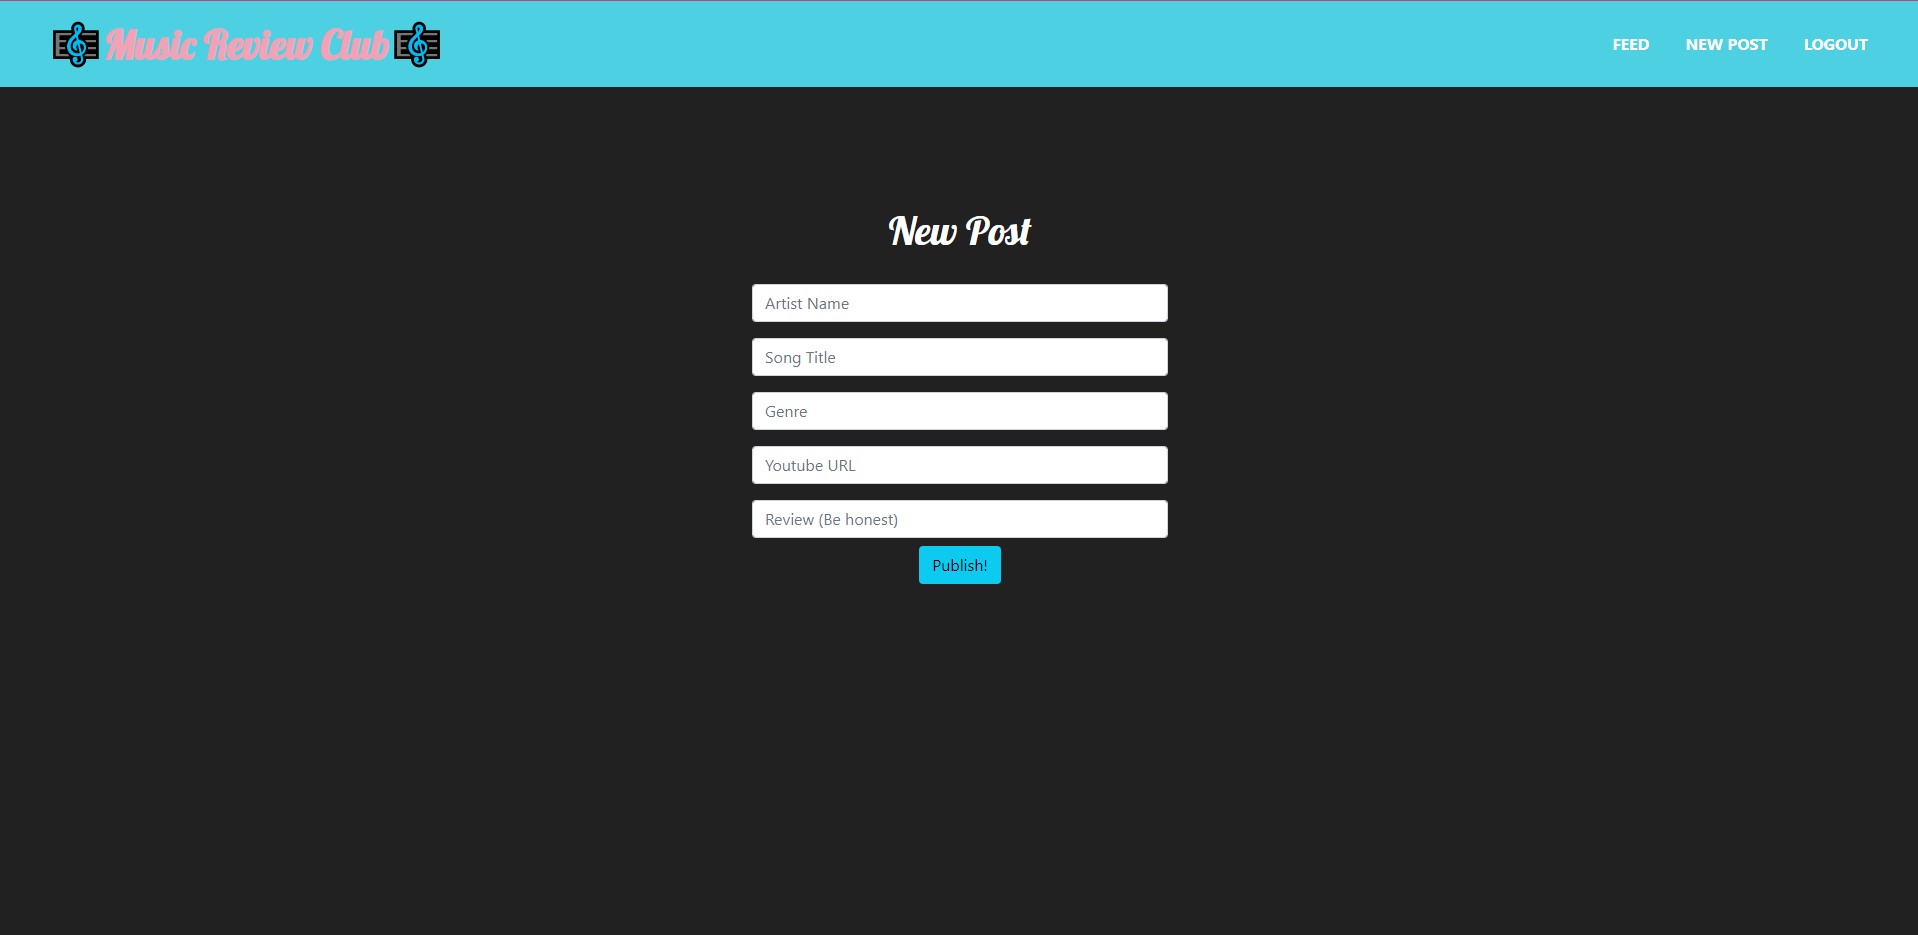 Music Review Club
FEED NEW POST LOGOUT
New Post
Artist Name
Song Title
Genre
Youtube URL
Review (Be honest)
Publish!